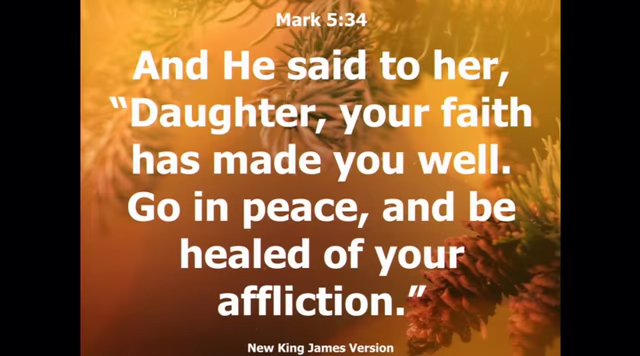 Mark 5:34
And He said to her,
“Daughter, your faith
has made you well.
Go in peace, and be
healed of your
affliction.”
New King James Version